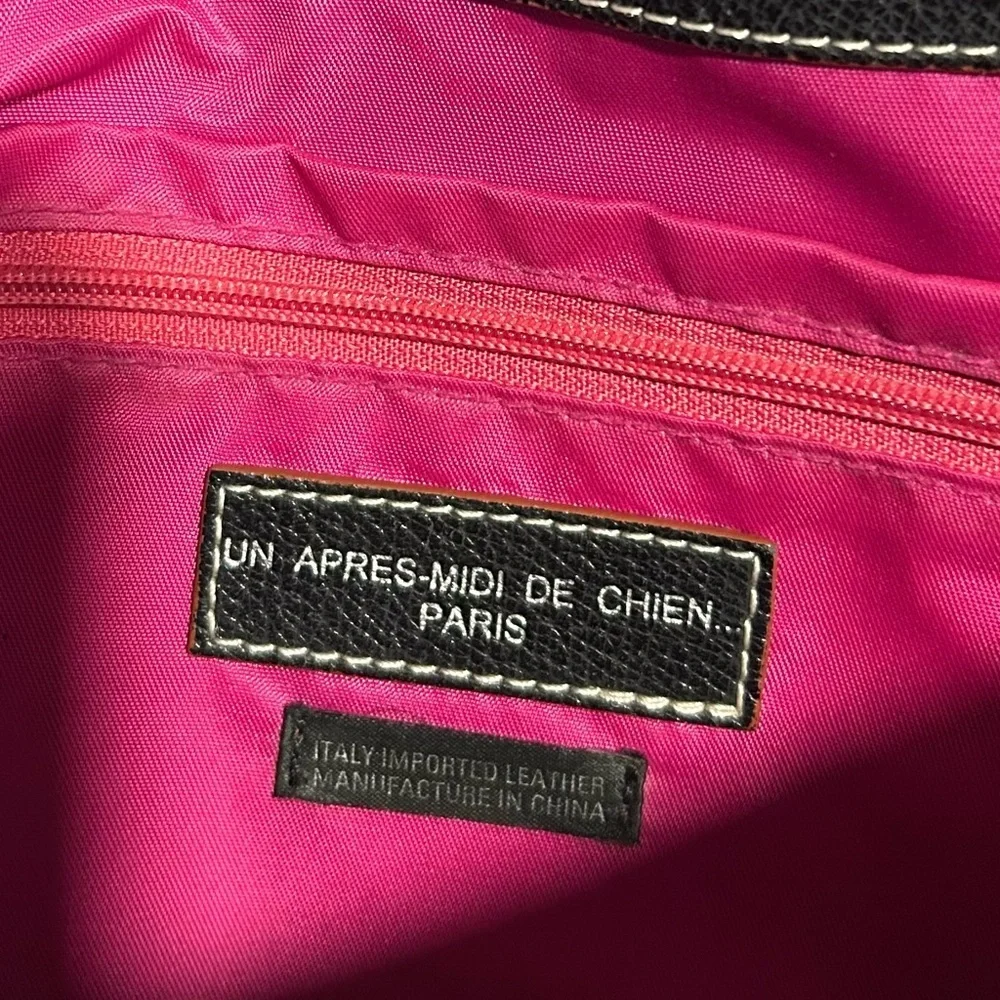 UN APRES-MIDI DE CHIEN...
PARIS
ITALY IMPORTED LEATHER
MANUFACTURE IN CHINA